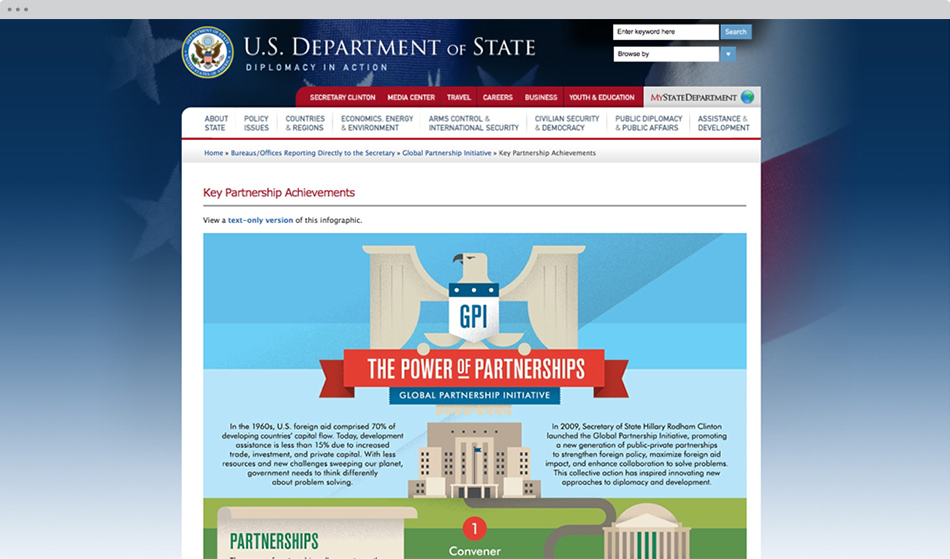 U.S. DEPARTMENT OF STATE
DIPLOMACY IN ACTION
Enter keyword here
Search
Browse by
SECRETARY CLINTON MEDIA CENTER TRAVEL CAREERS BUSINESS YOUTH & EDUCATION MYSTATEDEPARTMENT
ABOUT STATE
POLICY ISSUES
COUNTRIES & REGIONS
ECONOMICS, ENERGY & ENVIRONMENT
ARMS CONTROL & INTERNATIONAL SECURITY
CIVILIAN SECURITY & DEMOCRACY
PUBLIC DIPLOMACY & PUBLIC AFFAIRS
ASSISTANCE & DEVELOPMENT
Home » Bureaus/Offices Reporting Directly to the Secretary » Global Partnership Initiative » Key Partnership Achievements
Key Partnership Achievements
View a text-only version of this infographic.
GPI
THE POWER OF PARTNERSHIPS
GLOBAL PARTNERSHIP INITIATIVE
In the 1960s, U.S. foreign aid comprised 70% of
developing countries' capital flow. Today, development
assistance is less than 15% due to increased
trade, investment, and private capital. With less
resources and new challenges sweeping our planet,
government needs to think differently
about problem solving.
In 2009, Secretary of State Hillary Rodham Clinton
launched the Global Partnership Initiative, promoting
a new generation of public-private partnerships
to strengthen foreign policy, maximize foreign aid
impact, and enhance collaboration to solve problems.
This collective action has inspired innovating new
approaches to diplomacy and development.
PARTNERSHIPS
1
Convener